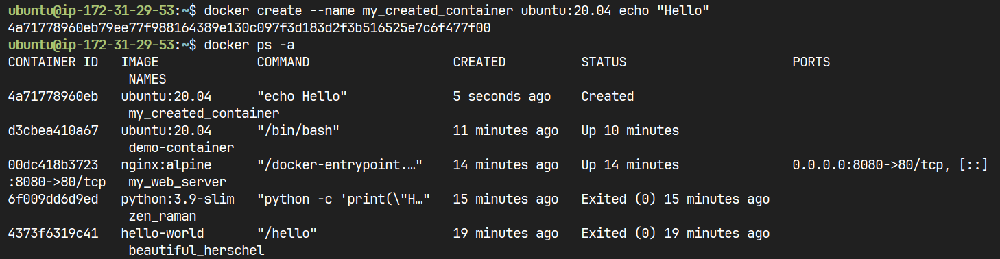 ubuntu@ip-172-31-29-53:~$ docker create --name my_created_container ubuntu:20.04 echo "Hello"
4a71778960eb79ee77f988164389e130c097f3d183d2f3b516525e7c6f477f00
ubuntu@ip-172-31-29-53:~$ docker ps -a
CONTAINER ID   IMAGE             COMMAND                   CREATED          STATUS                      PORTS
                NAMES
4a71778960eb   ubuntu:20.04      "echo Hello"              5 seconds ago    Created
                my_created_container
d3cbea410a67   ubuntu:20.04      "/bin/bash"               11 minutes ago   Up 10 minutes
                demo-container
00dc418b3723   nginx:alpine      "/docker-entrypoint.…"   14 minutes ago   Up 14 minutes               0.0.0.0:8080->80/tcp, [::]
:8080->80/tcp   my_web_server
6f009dd6d9ed   python:3.9-slim   "python -c 'print(\"H…"   15 minutes ago   Exited (0) 15 minutes ago
                zen_raman
4373f6319c41   hello-world       "/hello"                  19 minutes ago   Exited (0) 19 minutes ago
                beautiful_herschel